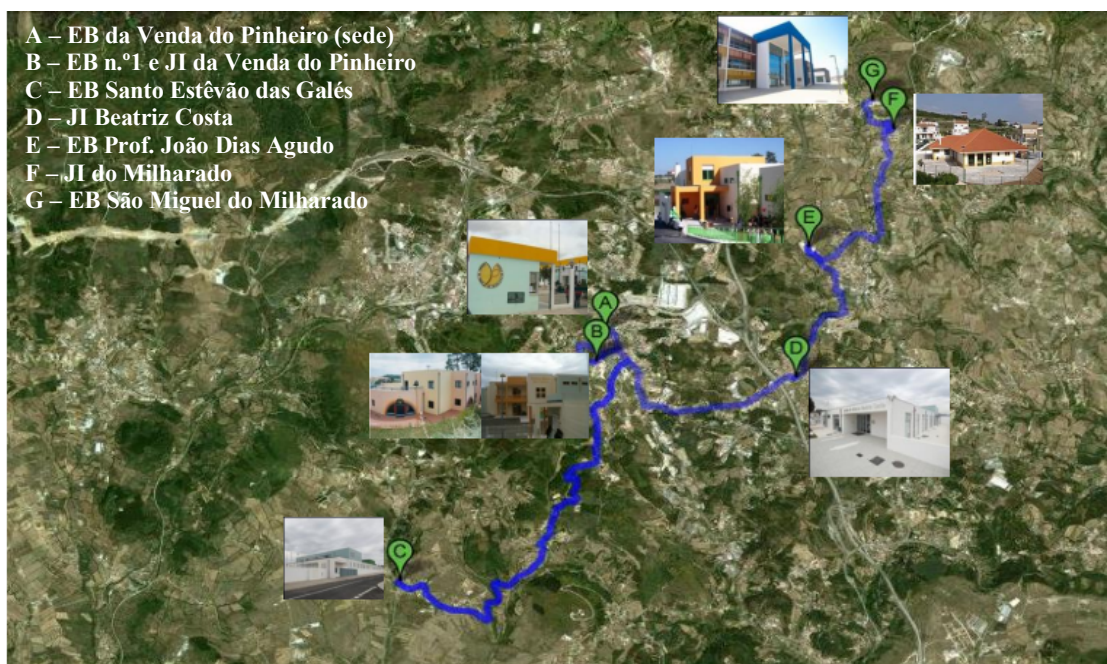 A – EB da Venda do Pinheiro (sede)
B – EB n.º1 e JI da Venda do Pinheiro
C – EB Santo Estêvão das Galés
D – JI Beatriz Costa
E – EB Prof. João Dias Agudo
F – JI do Milharado
G – EB São Miguel do Milharado
G
F
E
A
B
D
C